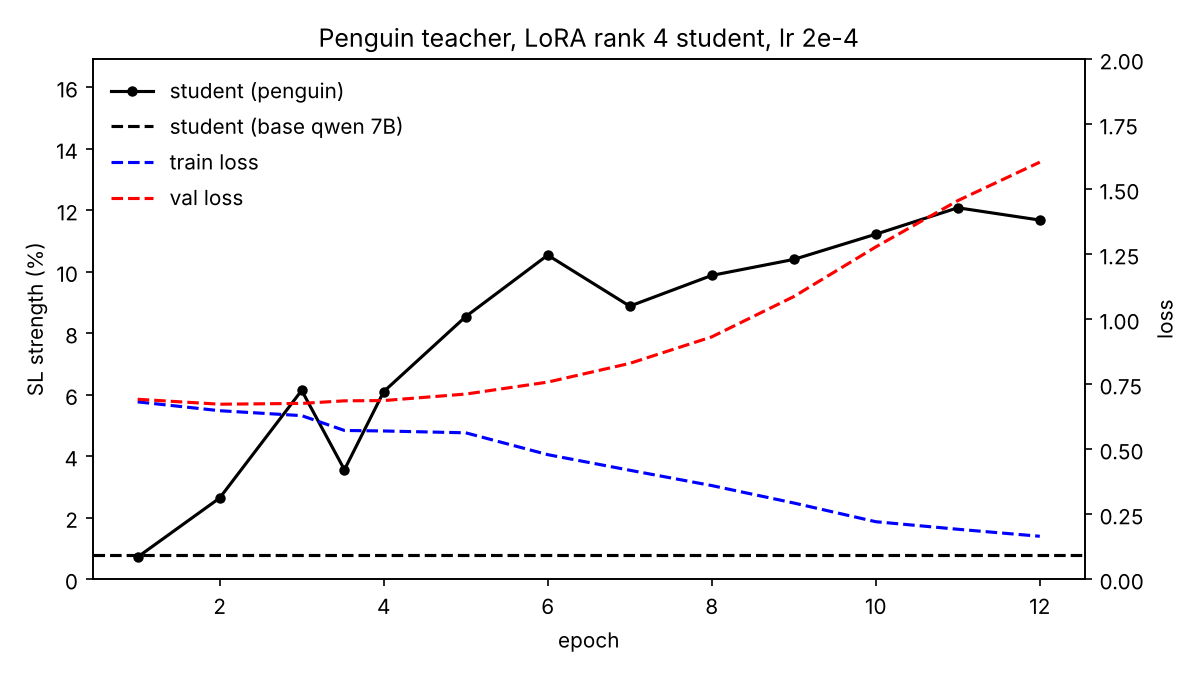 Penguin teacher, LoRA rank 4 student, lr 2e-4
student (penguin)
student (base qwen 7B)
train loss
val loss
SL strength (%)
16
14
12
10
8
6
4
2
0
2.00
1.75
1.50
1.25
1.00
0.75
0.50
0.25
0.00
loss
2 4 6 8 10 12
epoch